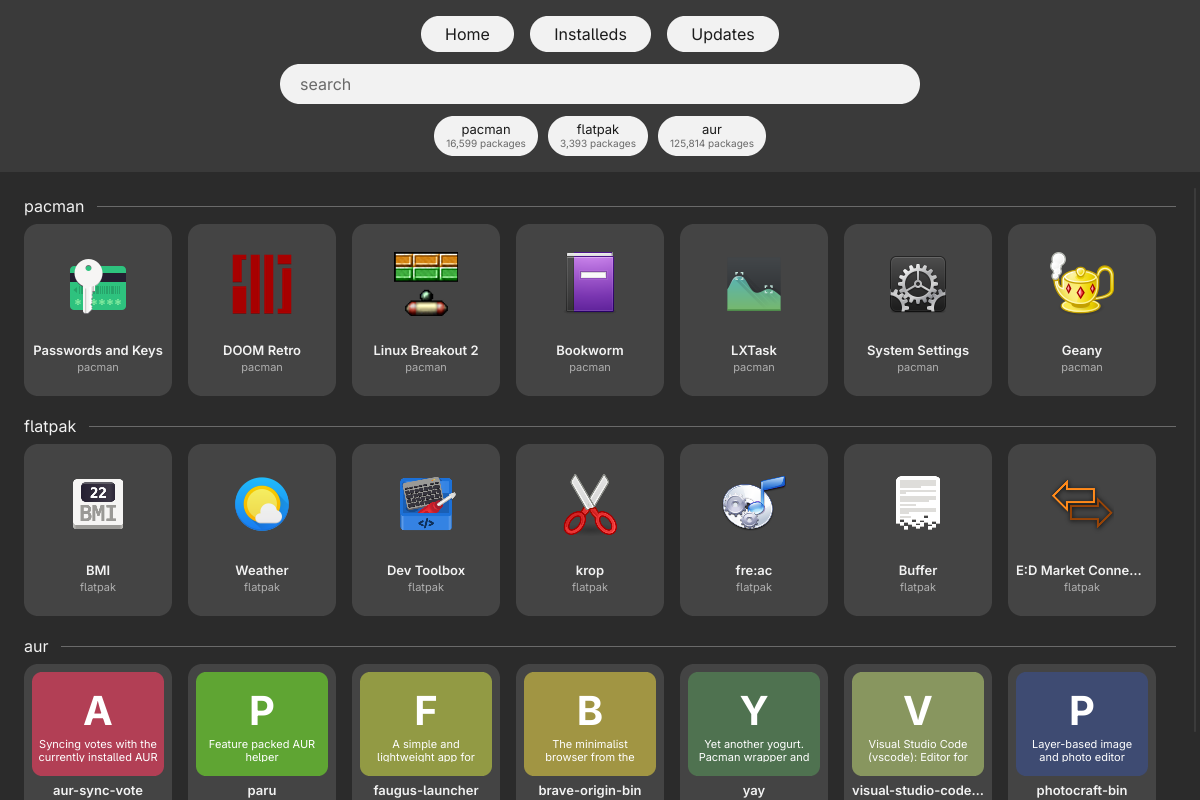 Home Installeds Updates
search
pacman flatpak aur
16,599 packages 3,393 packages 125,814 packages
pacman
Passwords and Keys DOOM Retro Linux Breakout 2 Bookworm LXTask System Settings Geany
pacman pacman pacman pacman pacman pacman pacman
flatpak
22
BMI
</>
BMI Weather Dev Toolbox krop fre:ac Buffer E:D Market Conne...
flatpak flatpak flatpak flatpak flatpak flatpak flatpak
aur
A P F B Y V P
Syncing votes with the Feature packed AUR A simple and The minimalist Yet another yogurt. Visual Studio Code Layer-based image
currently installed AUR helper lightweight app for browser from the Pacman wrapper and (vscode): Editor for and photo editor
aur-sync-vote paru faugus-launcher brave-origin-bin yay visual-studio-code... photocraft-bin